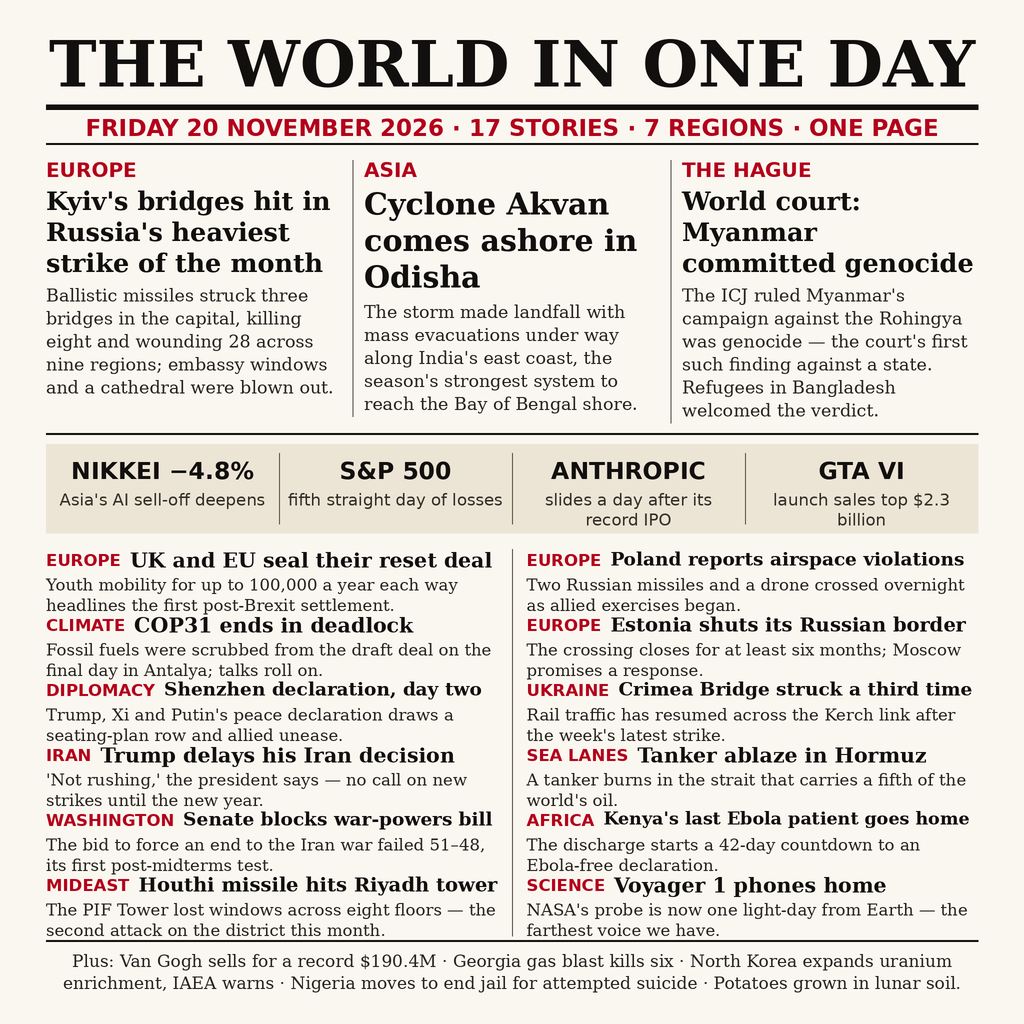 THE WORLD IN ONE DAY
FRIDAY 20 NOVEMBER 2026 · 17 STORIES · 7 REGIONS · ONE PAGE
EUROPE
Kyiv's bridges hit in
Russia's heaviest
strike of the month
Ballistic missiles struck three
bridges in the capital, killing
eight and wounding 28 across
nine regions; embassy windows
and a cathedral were blown out.
ASIA
Cyclone Akvan
comes ashore in
Odisha
The storm made landfall with
mass evacuations under way
along India's east coast, the
season's strongest system to
reach the Bay of Bengal shore.
THE HAGUE
World court:
Myanmar
committed genocide
The ICJ ruled Myanmar's
campaign against the Rohingya
was genocide — the court's first
such finding against a state.
Refugees in Bangladesh
welcomed the verdict.
NIKKEI −4.8%
Asia's AI sell-off deepens
S&P 500
fifth straight day of losses
ANTHROPIC
slides a day after its
record IPO
GTA VI
launch sales top $2.3
billion
EUROPE UK and EU seal their reset deal
Youth mobility for up to 100,000 a year each way
headlines the first post-Brexit settlement.
CLIMATE COP31 ends in deadlock
Fossil fuels were scrubbed from the draft deal on the
final day in Antalya; talks roll on.
DIPLOMACY Shenzhen declaration, day two
Trump, Xi and Putin's peace declaration draws a
seating-plan row and allied unease.
IRAN Trump delays his Iran decision
'Not rushing,' the president says — no call on new
strikes until the new year.
WASHINGTON Senate blocks war-powers bill
The bid to force an end to the Iran war failed 51–48,
its first post-midterms test.
MIDEAST Houthi missile hits Riyadh tower
The PIF Tower lost windows across eight floors — the
second attack on the district this month.
EUROPE Poland reports airspace violations
Two Russian missiles and a drone crossed overnight
as allied exercises began.
EUROPE Estonia shuts its Russian border
The crossing closes for at least six months; Moscow
promises a response.
UKRAINE Crimea Bridge struck a third time
Rail traffic has resumed across the Kerch link after
the week's latest strike.
SEA LANES Tanker ablaze in Hormuz
A tanker burns in the strait that carries a fifth of the
world's oil.
AFRICA Kenya's last Ebola patient goes home
The discharge starts a 42-day countdown to an
Ebola-free declaration.
SCIENCE Voyager 1 phones home
NASA's probe is now one light-day from Earth — the
farthest voice we have.
Plus: Van Gogh sells for a record $190.4M · Georgia gas blast kills six · North Korea expands uranium
enrichment, IAEA warns · Nigeria moves to end jail for attempted suicide · Potatoes grown in lunar soil.